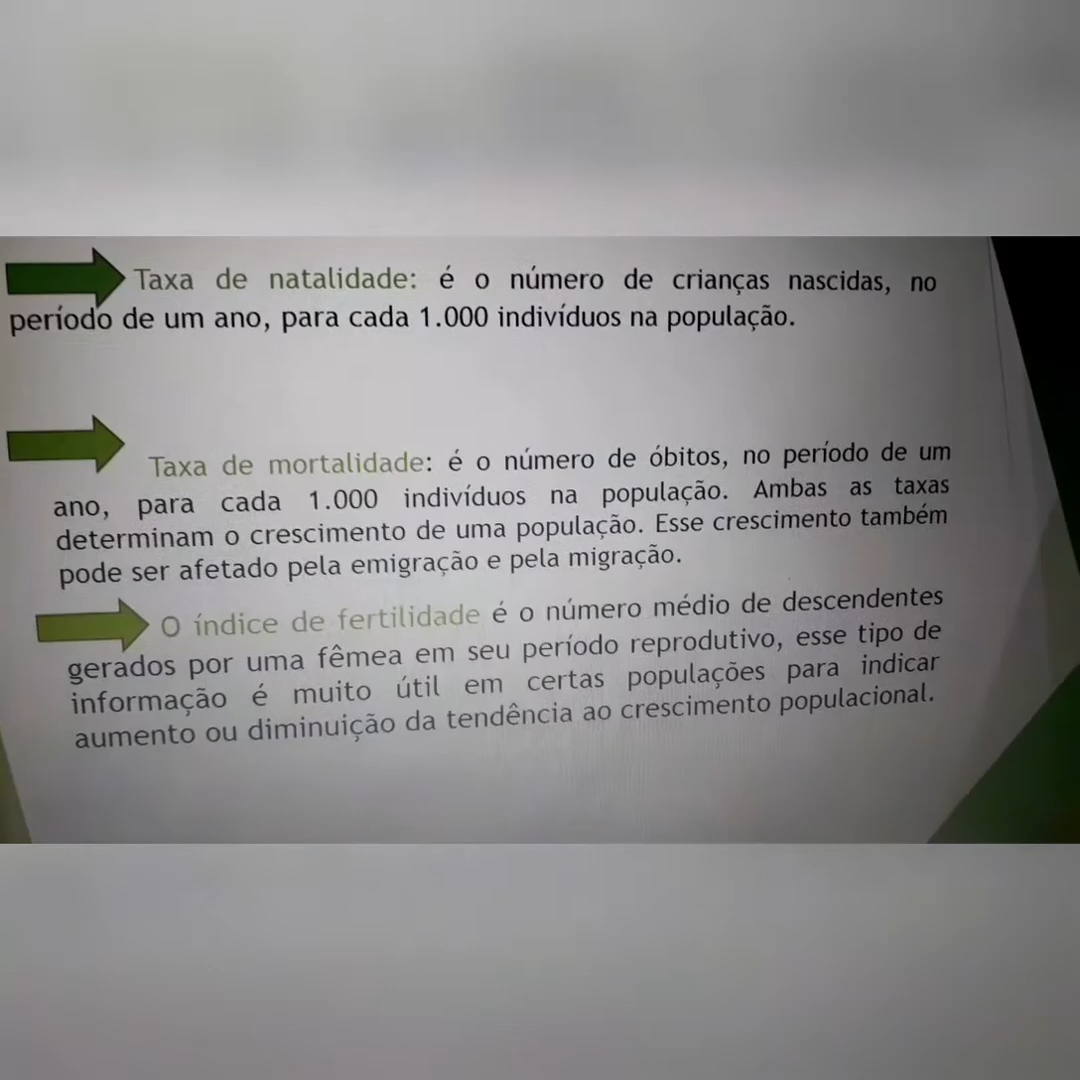 Taxa de natalidade: é o número de crianças nascidas, no
período de um ano, para cada 1.000 indivíduos na população.
Taxa de mortalidade: é o número de óbitos, no período de um
ano, para cada 1.000 indivíduos na população. Ambas as taxas
determinam o crescimento de uma população. Esse crescimento também
pode ser afetado pela emigração e pela migração.
O índice de fertilidade é o número médio de descendentes
gerados por uma fêmea em seu período reprodutivo, esse tipo de
informação é muito útil em certas populações para indicar
aumento ou diminuição da tendência ao crescimento populacional.